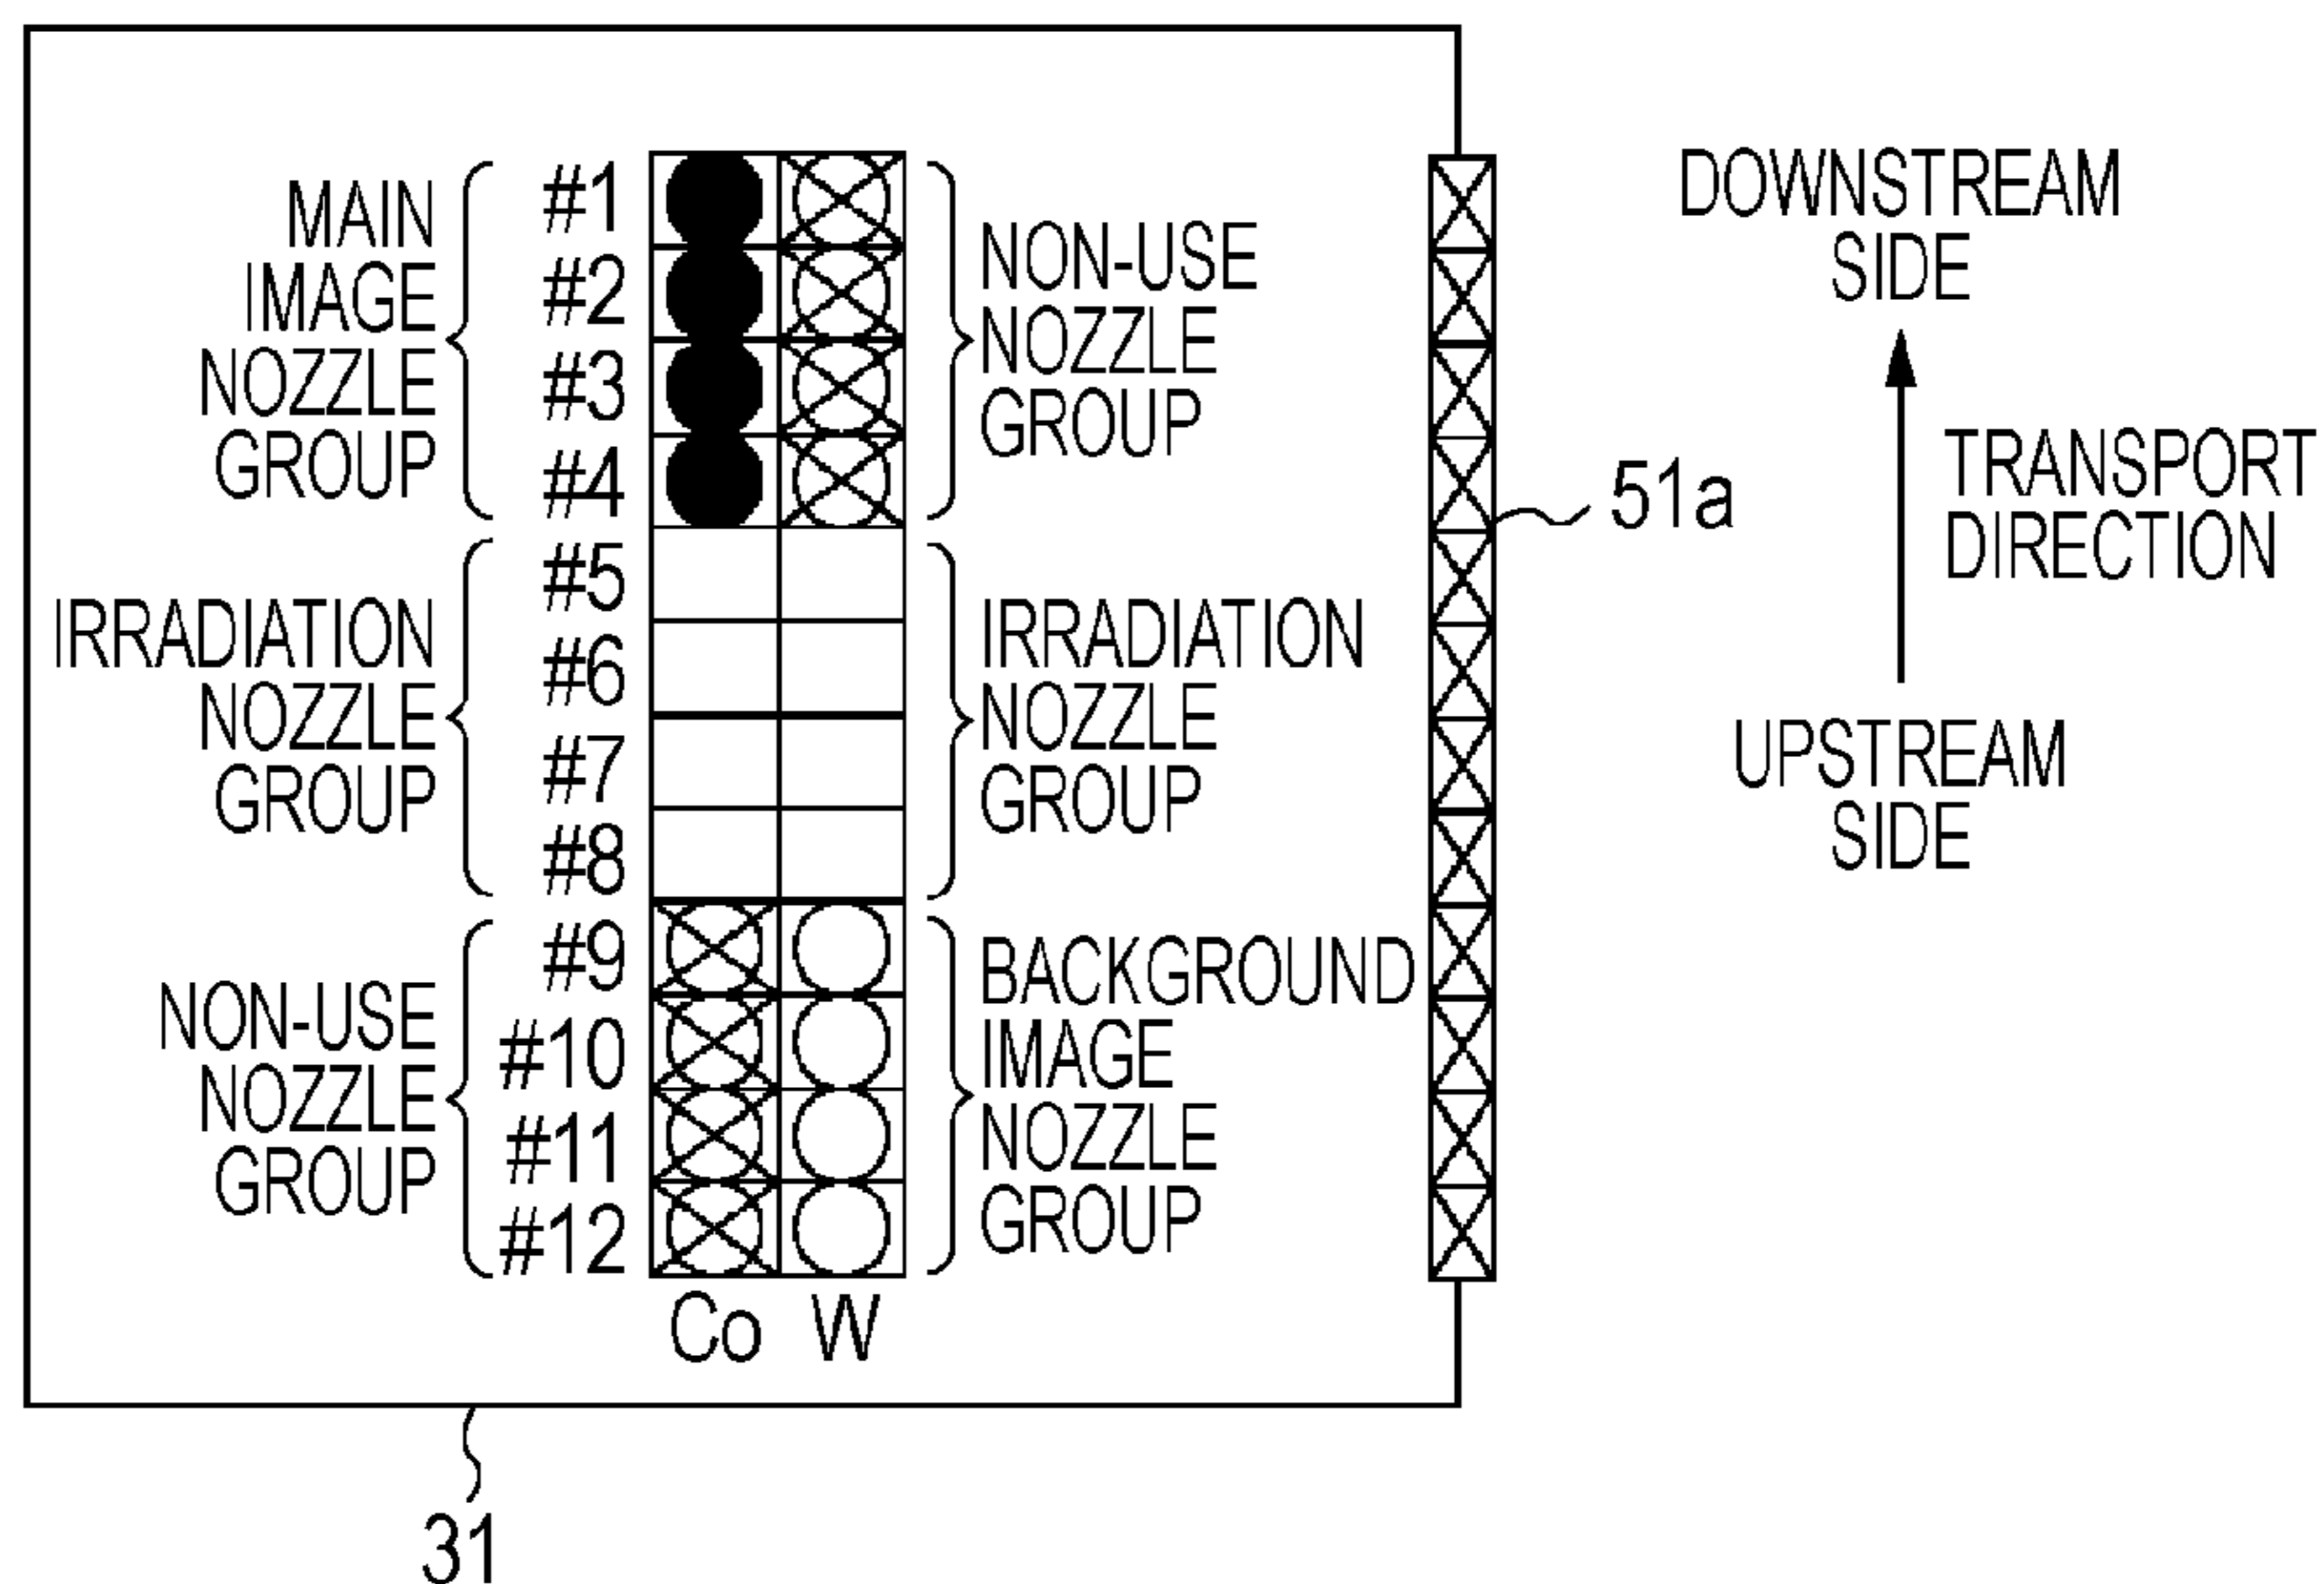 MAIN
IMAGE
NOZZLE
GROUP
IRRADIATION
NOZZLE
GROUP
NON-USE
NOZZLE
GROUP
#1
#2
#3
#4
#5
#6
#7
#8
#9
#10
#11
#12
Co W
NON-USE
NOZZLE
GROUP
IRRADIATION
NOZZLE
GROUP
BACKGROUND
IMAGE
NOZZLE
GROUP
51a
DOWNSTREAM
SIDE
TRANSPORT
DIRECTION
UPSTREAM
SIDE
31